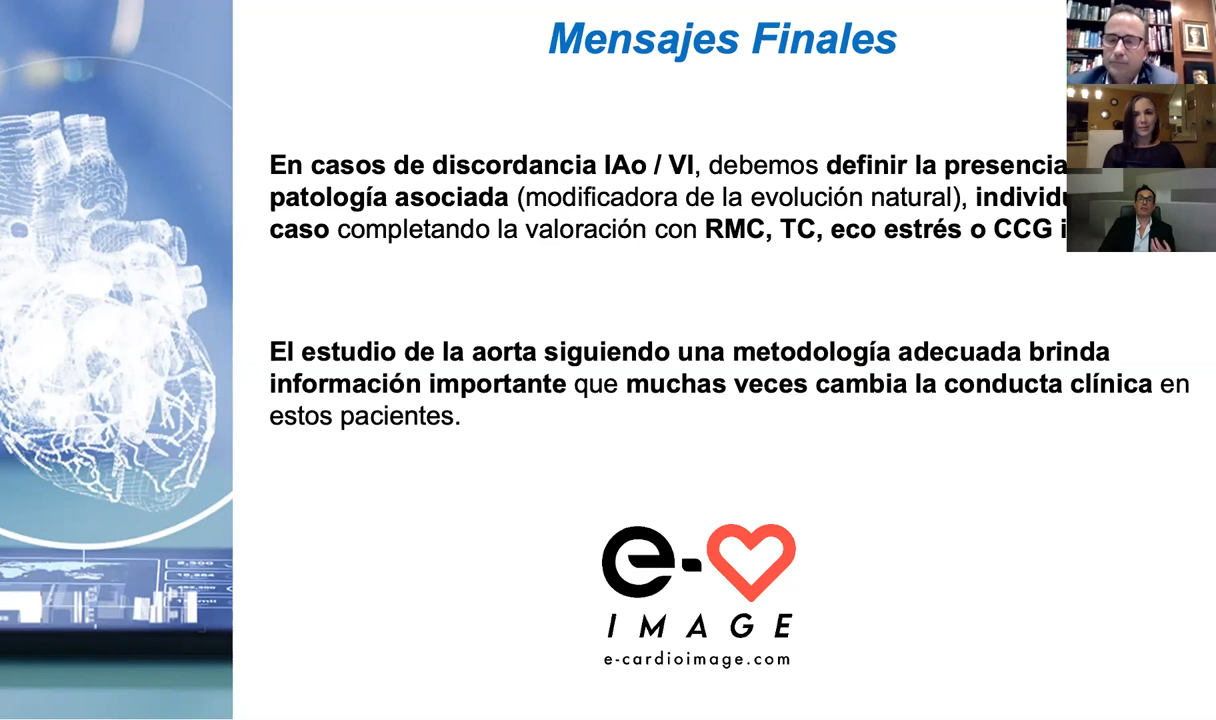 Mensajes Finales
En casos de discordancia IAo / VI, debemos definir la presencia
patología asociada (modificadora de la evolución natural),
caso completando la valoración con RMC, TC, eco estrés o CCG
El estudio de la aorta siguiendo una metodología adecuada brinda
información importante que muchas veces cambia la conducta clínica en
estos pacientes.
e-
IMAGE
e-cardioimage.com